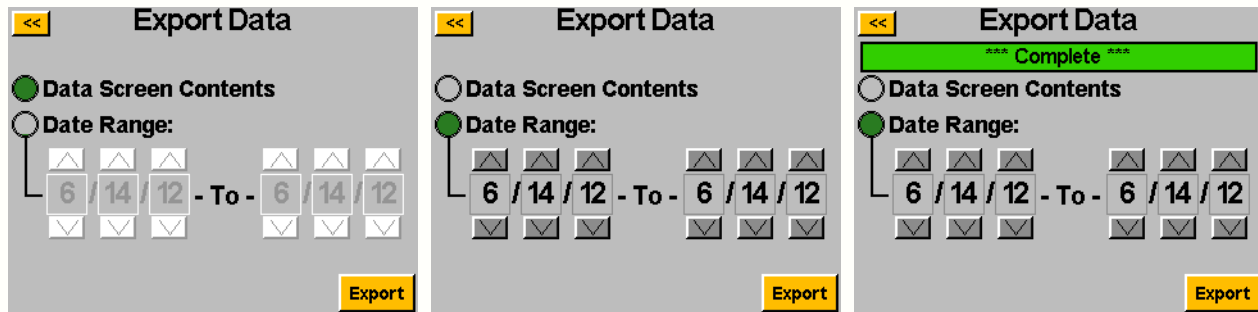 << Export Data
Data Screen Contents
Date Range:
6 / 14 / 12 - To - 6 / 14 / 12
Export
<< Export Data
Data Screen Contents
Date Range:
6 / 14 / 12 - To - 6 / 14 / 12
Export
<< Export Data
*** Complete ***
Data Screen Contents
Date Range:
6 / 14 / 12 - To - 6 / 14 / 12
Export